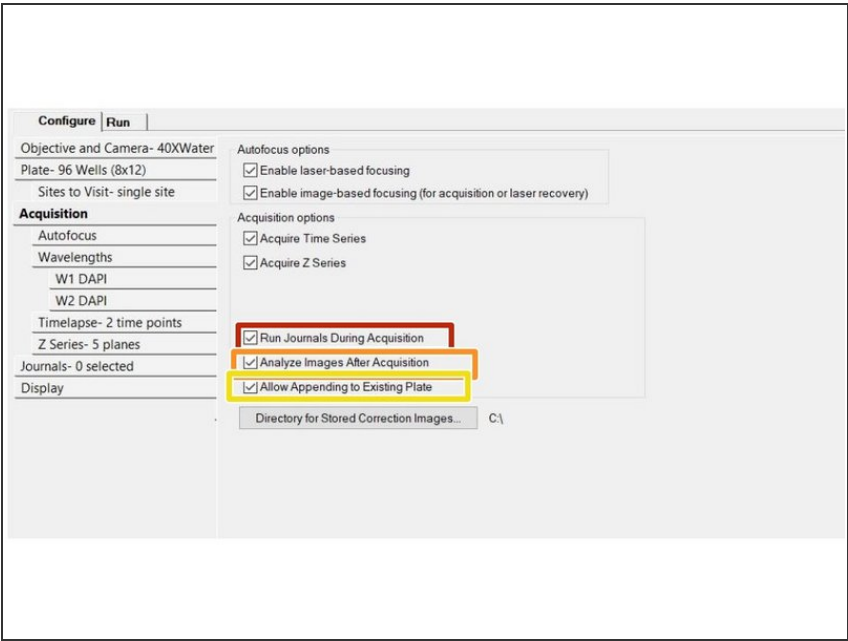 Configure Run
Objective and Camera- 40XWater
Plate- 96 Wells (8x12)
Sites to Visit- single site
Acquisition
Autofocus
Wavelengths
W1 DAPI
W2 DAPI
Timelapse- 2 time points
Z Series- 5 planes
Journals- 0 selected
Display
Autofocus options
Enable laser-based focusing
Enable image-based focusing (for acquisition or laser recovery)
Acquisition options
Acquire Time Series
Acquire Z Series
Run Journals During Acquisition
Analyze Images After Acquisition
Allow Appending to Existing Plate
Directory for Stored Correction Images... C:\